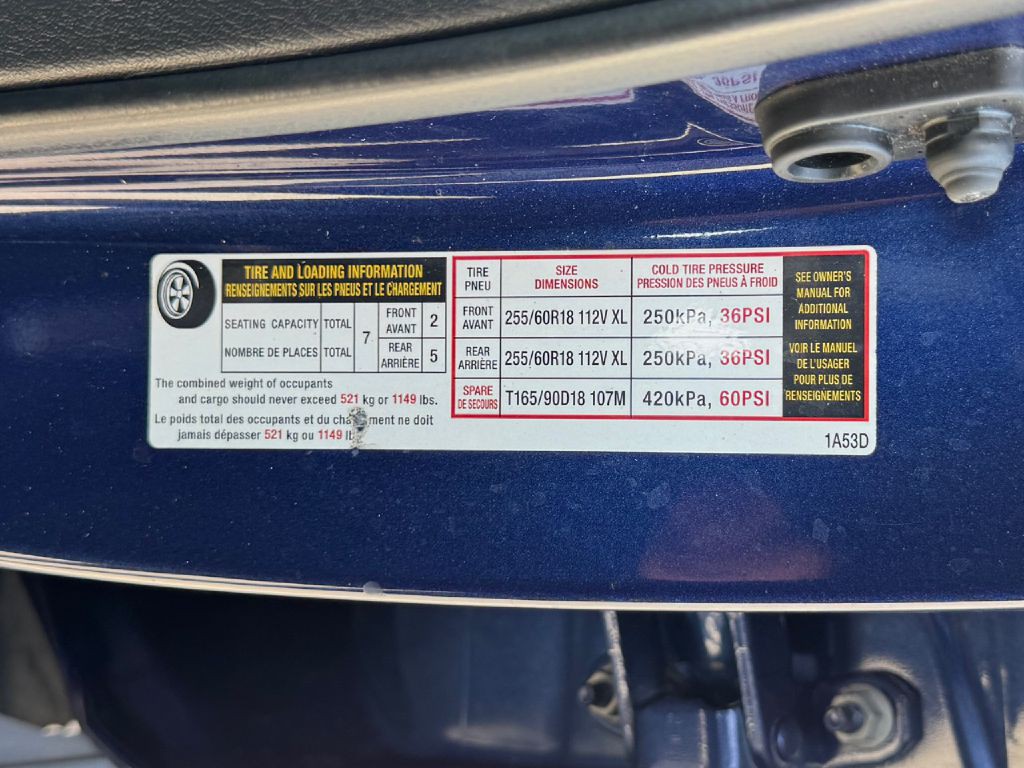 TIRE AND LOADING INFORMATION
RENSEIGNEMENTS SUR LES PNEUS ET LE CHARGEMENT
SEATING CAPACITY TOTAL
NOMBRE DE PLACES TOTAL
7
FRONT
AVANT
2
REAR
ARRIÈRE
5
The combined weight of occupants
and cargo should never exceed 521 kg or 1149 lbs.
Le poids total des occupants et du ne doit
jamais dépasser 521 kg ou 1149
TIRE
PNEU
SIZE
DIMENSIONS
COLD TIRE PRESSURE
PRESSION DES PNEUS À FROID
FRONT
AVANT
255/60R18 112V XL
250kPa, 36PSI
REAR
ARRIÈRE
255/60R18 112V XL
250kPa, 36PSI
SPARE
DE SECOURS
T165/90D18 107M
420kPa, 60PSI
SEE OWNER'S
MANUAL FOR
ADDITIONAL
INFORMATION
VOIR LE MANUEL
DE L'USAGER
POUR PLUS DE
RENSEIGNEMENTS
1A53D